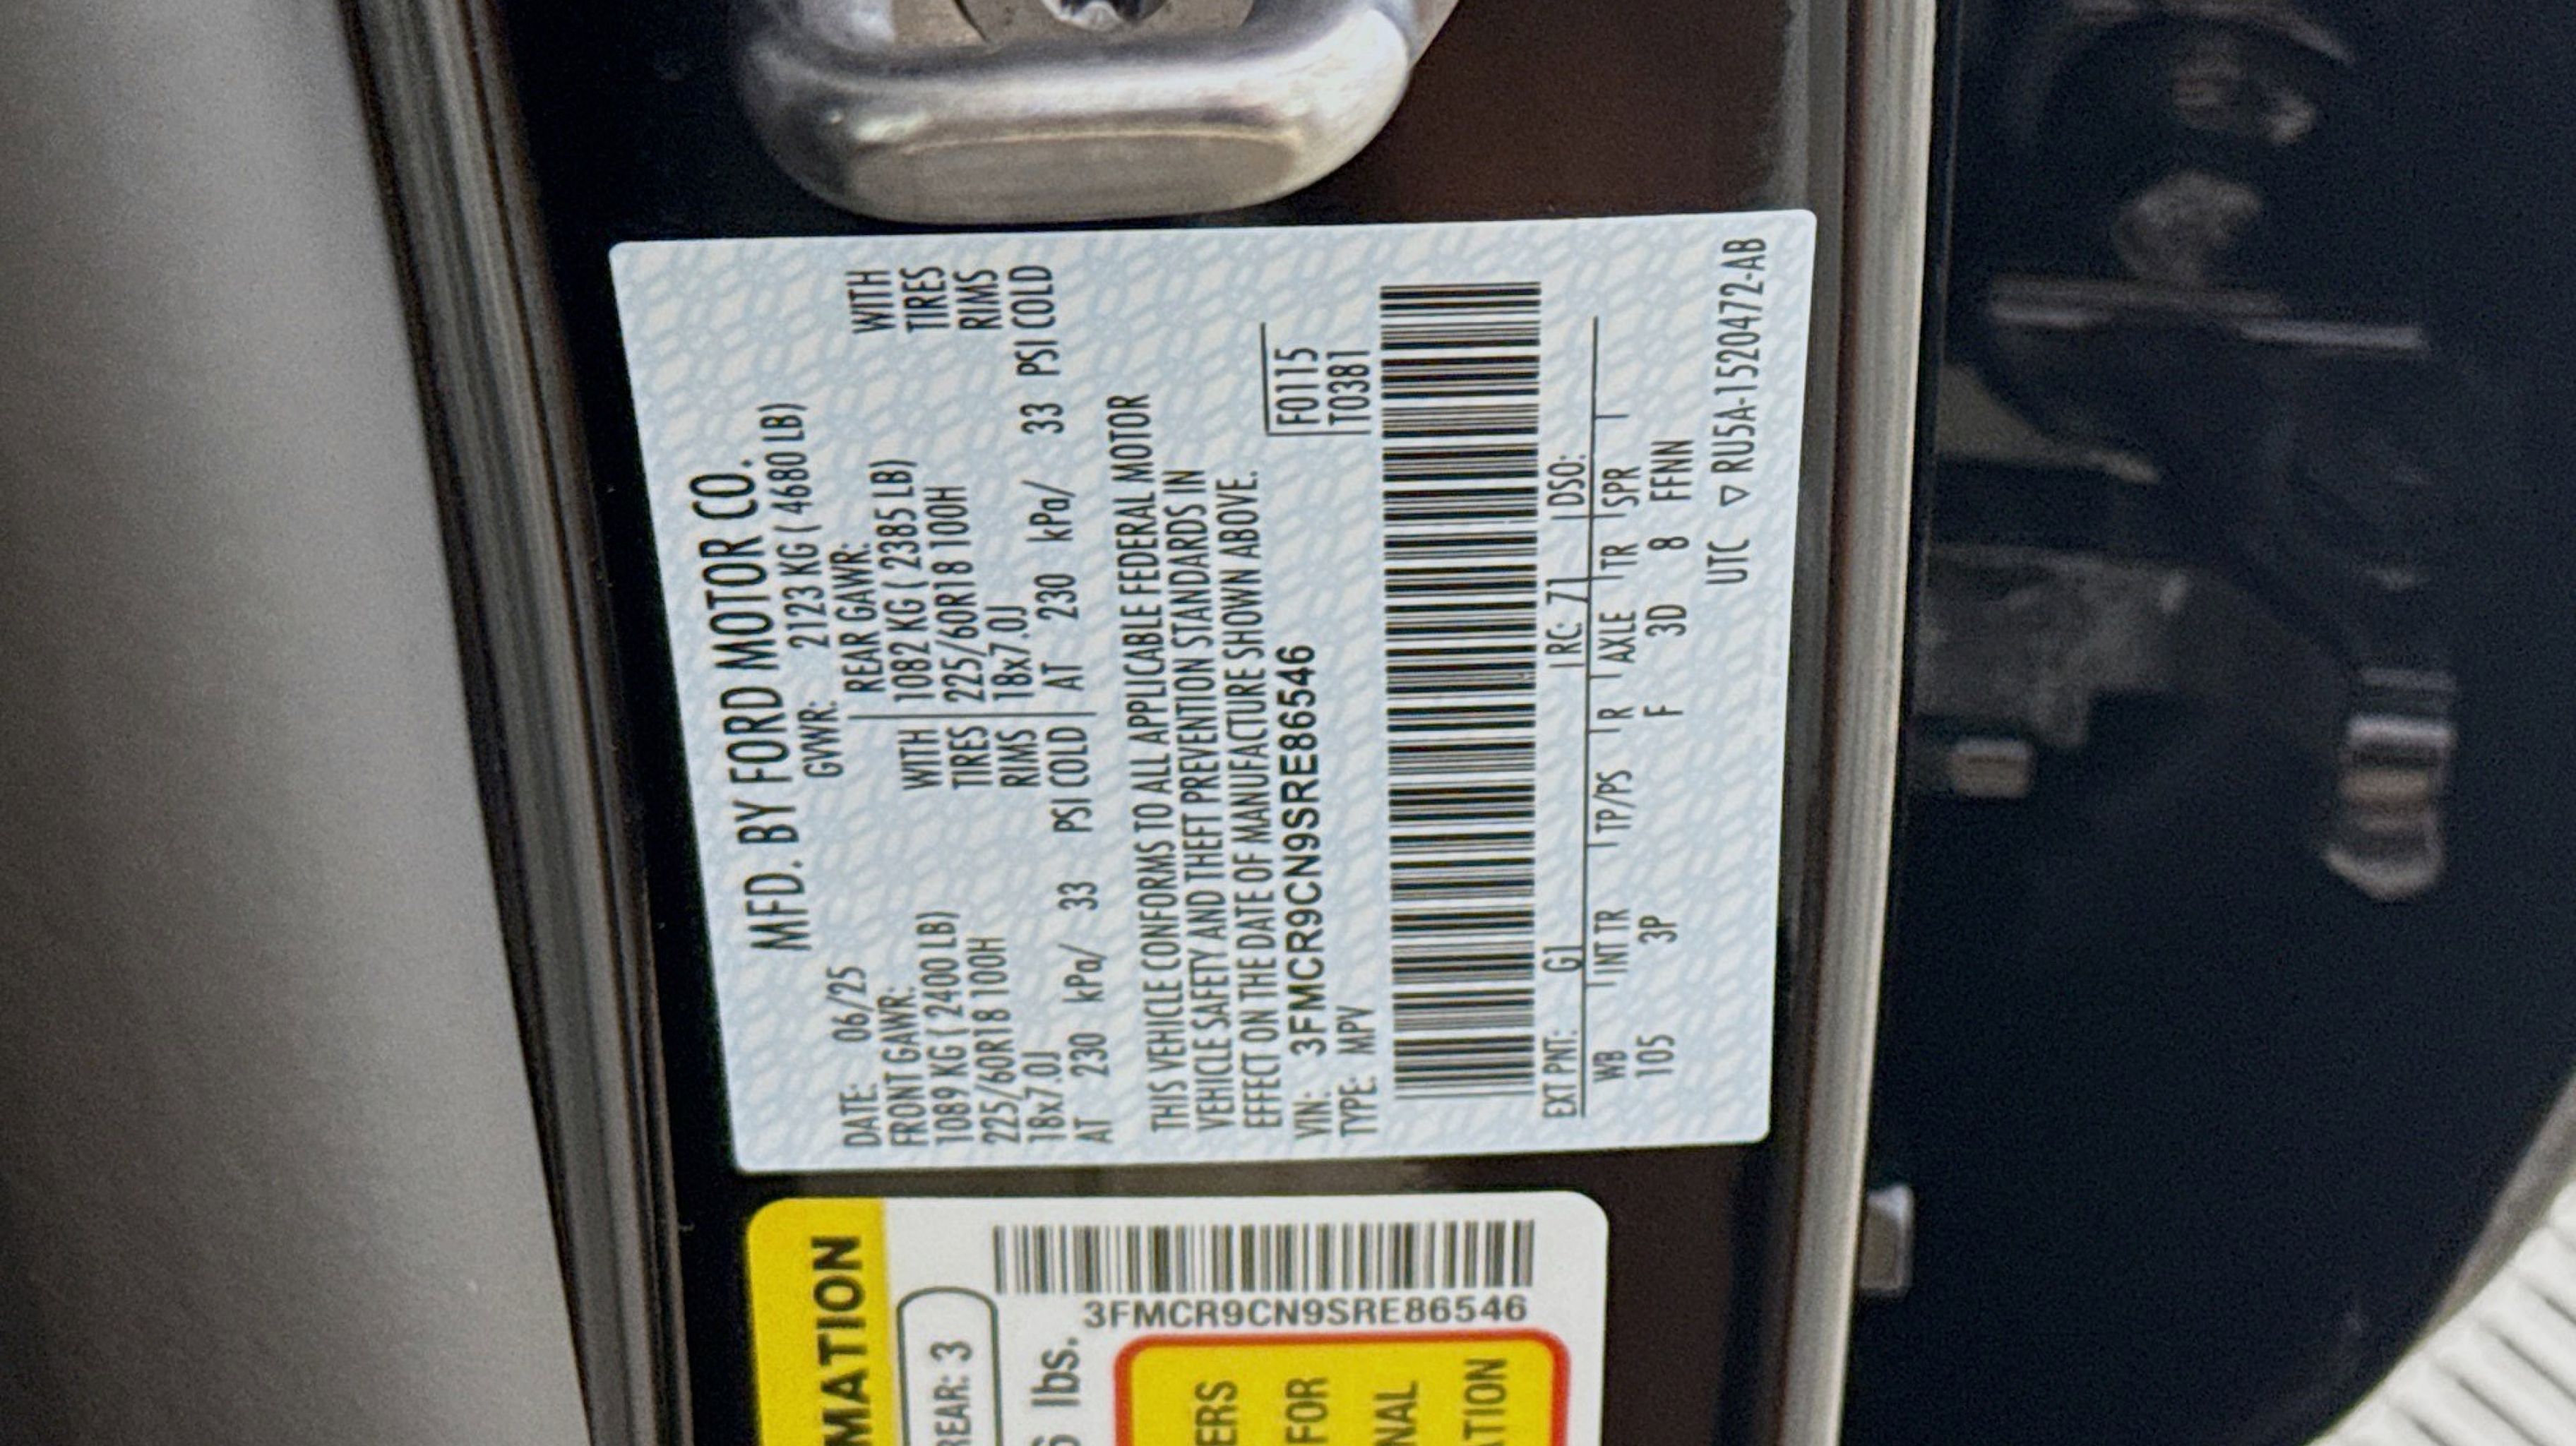 MFD. BY FORD MOTOR CO.
DATE: 06/25 GVWR: 2123 KG ( 4680 LB)
FRONT GAWR: REAR GAWR:
1089 KG ( 2400 LB) WITH 1082 KG ( 2385 LB) WITH
225/60R18 100H TIRES 225/60R18 100H TIRES
18x7.0J RIMS 18x7.0J RIMS
AT 230 kPa/ 33 PSI COLD AT 230 kPa/ 33 PSI COLD
THIS VEHICLE CONFORMS TO ALL APPLICABLE FEDERAL MOTOR
VEHICLE SAFETY AND THEFT PREVENTION STANDARDS IN
EFFECT ON THE DATE OF MANUFACTURE SHOWN ABOVE.
VIN: 3FMCR9CN9SRE86546 F0115
TYPE: MPV T0381
EXT PNT: G1 RC: 71 DSO:
WB INT TR TP/PS R AXLE TR SPR
105 3P F 3D 8 FFNN
UTC ▽ RU5A-1520472-AB
MATION
REAR: 3
lbs.
3FMCR9CN9SRE86546
ERS
FOR
NAL
ATION